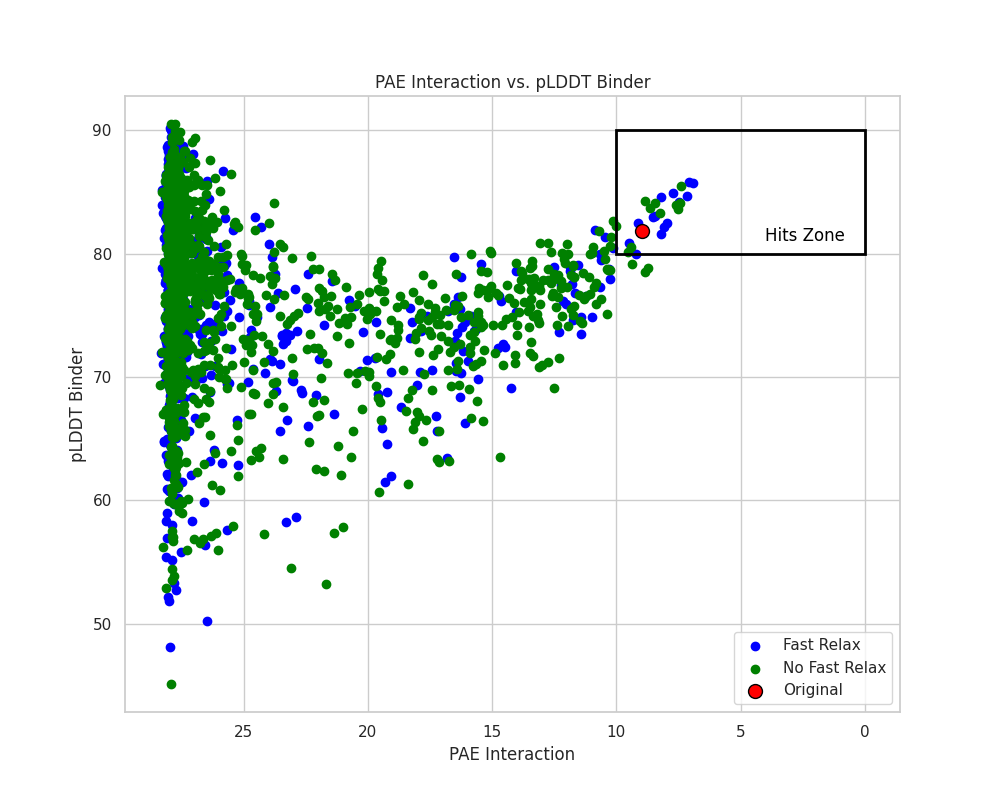 PAE Interaction vs. pLDDT Binder
90
80
70
60
50
pLDDT Binder
Hits Zone
Fast Relax
No Fast Relax
Original
25 20 15 10 5 0
PAE Interaction